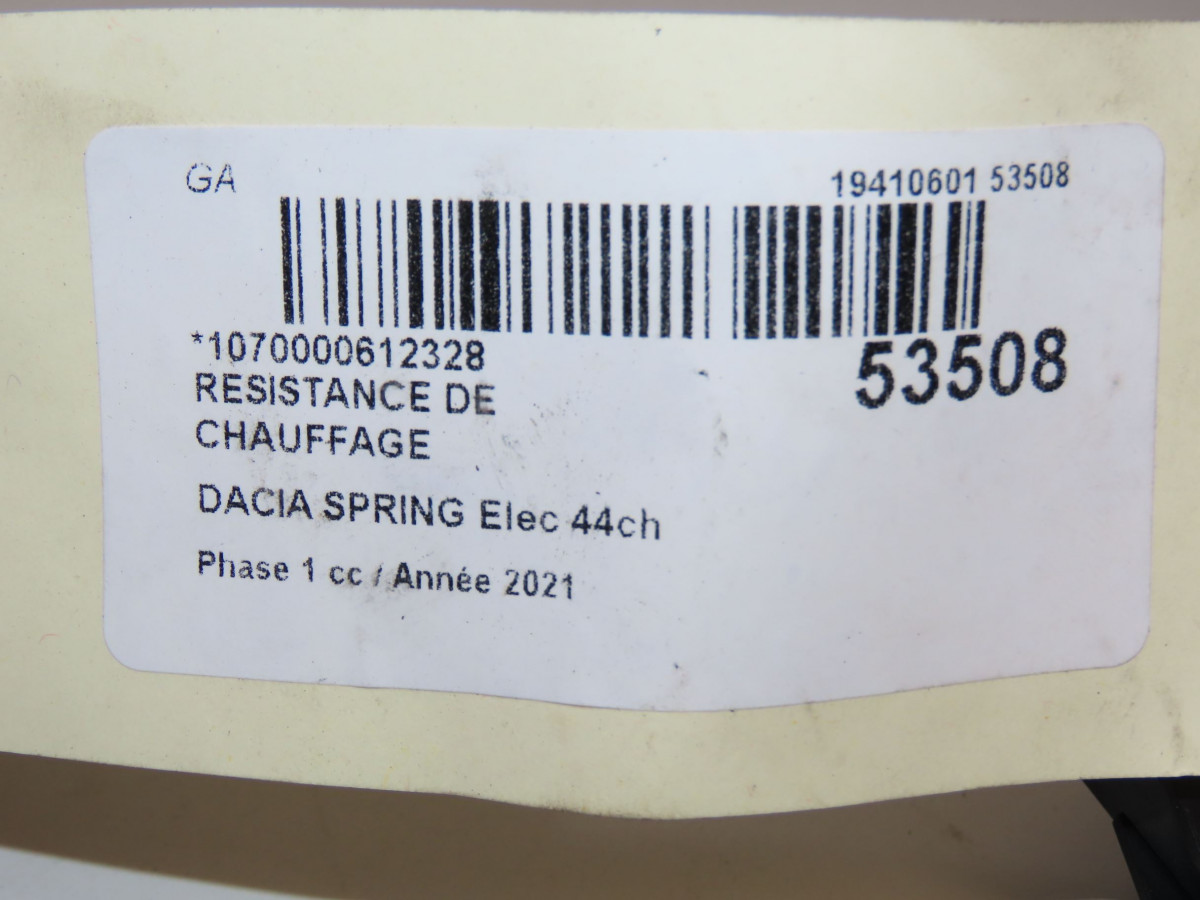 GA
19410601 53508
*1070000612328
53508
RESISTANCE DE
CHAUFFAGE
DACIA SPRING Elec 44ch
Phase 1 cc / Année 2021